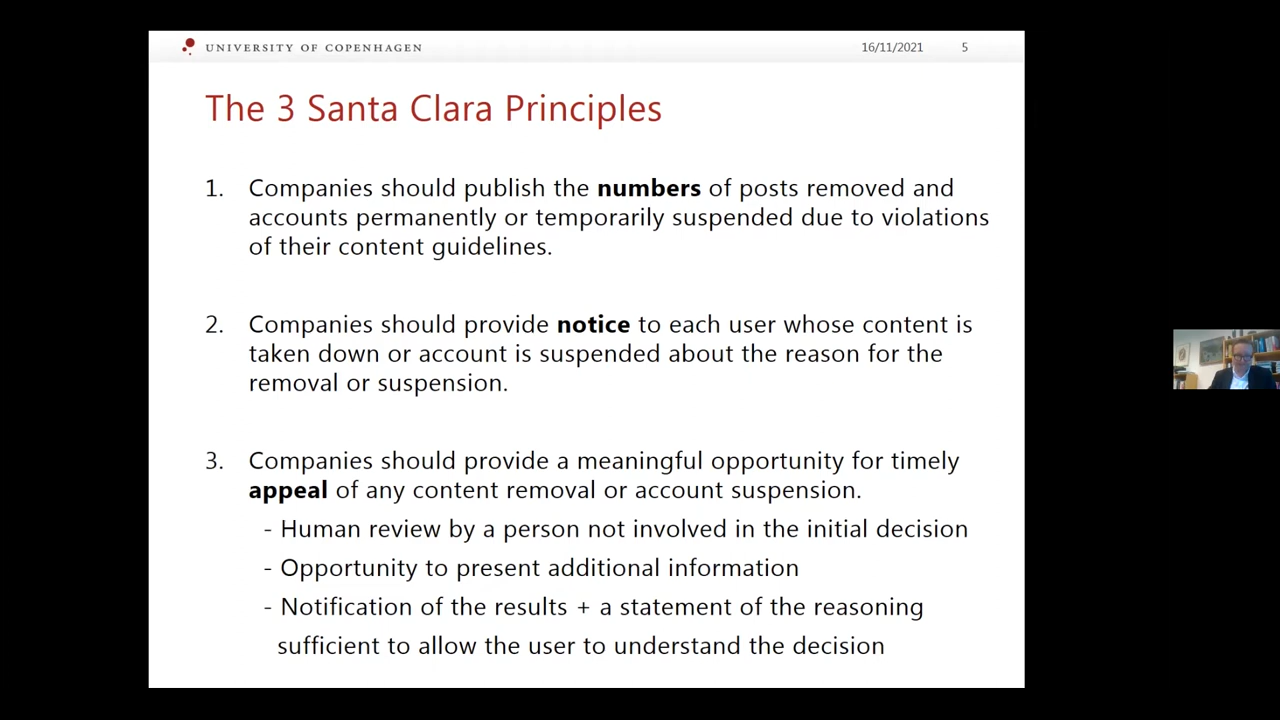 UNIVERSITY OF COPENHAGEN
16/11/2021 5
The 3 Santa Clara Principles
1. Companies should publish the numbers of posts removed and
accounts permanently or temporarily suspended due to violations
of their content guidelines.
2. Companies should provide notice to each user whose content is
taken down or account is suspended about the reason for the
removal or suspension.
3. Companies should provide a meaningful opportunity for timely
appeal of any content removal or account suspension.
- Human review by a person not involved in the initial decision
- Opportunity to present additional information
- Notification of the results + a statement of the reasoning
sufficient to allow the user to understand the decision